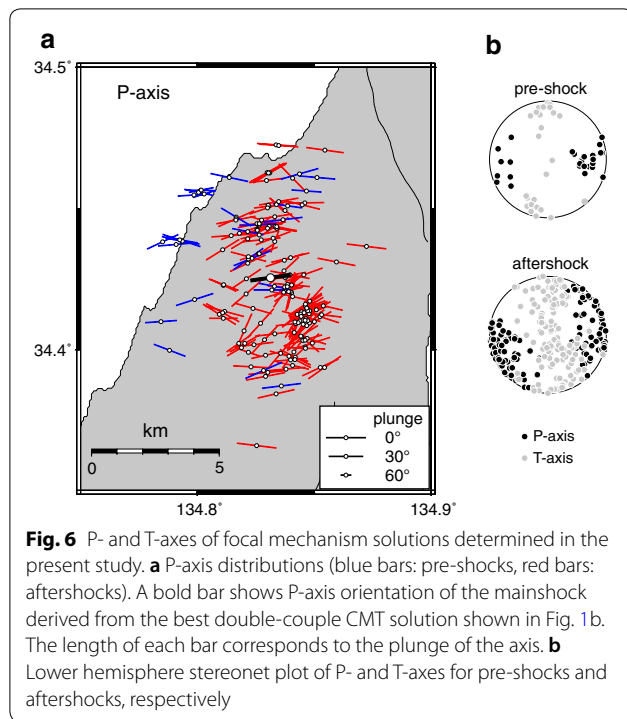 a
34.5˚
P-axis
34.4˚
km
0
5
plunge
0˚
30˚
60˚
134.8˚
134.9˚
b
pre-shock
aftershock
P-axis
T-axis
Fig. 6 P- and T-axes of focal mechanism solutions determined in the
present study. a P-axis distributions (blue bars: pre-shocks, red bars:
aftershocks). A bold bar shows P-axis orientation of the mainshock
derived from the best double-couple CMT solution shown in Fig. 1b.
The length of each bar corresponds to the plunge of the axis. b
Lower hemisphere stereonet plot of P- and T-axes for pre-shocks and
aftershocks, respectively